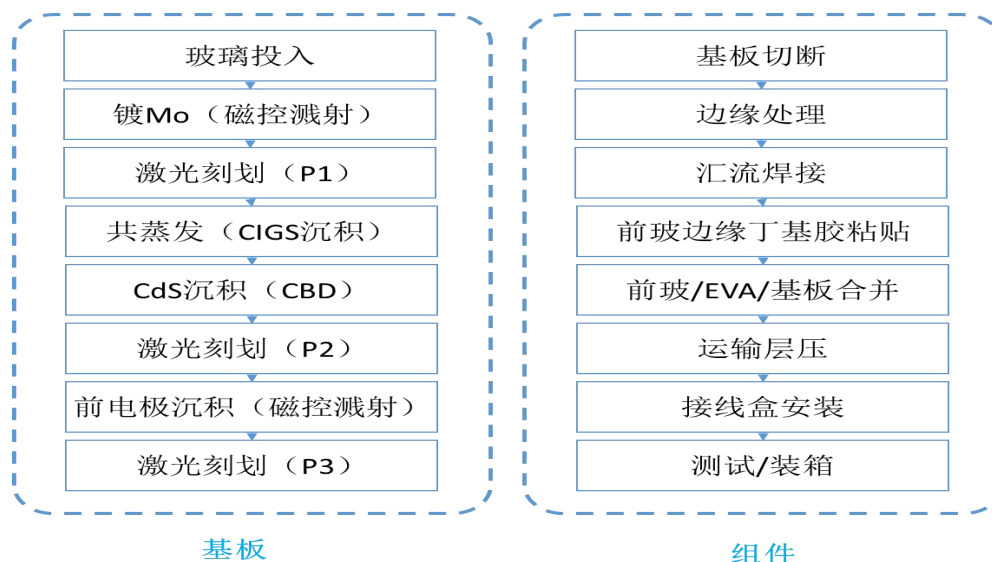 玻璃投入
镀Mo（磁控溅射）
激光刻划（P1）
共蒸发（CIGS沉积）
CdS沉积（CBD）
激光刻划（P2）
前电极沉积（磁控溅射）
激光刻划（P3）
基板
基板切断
边缘处理
汇流焊接
前玻边缘丁基胶粘贴
前玻/EVA/基板合并
运输层压
接线盒安装
测试/装箱
组件